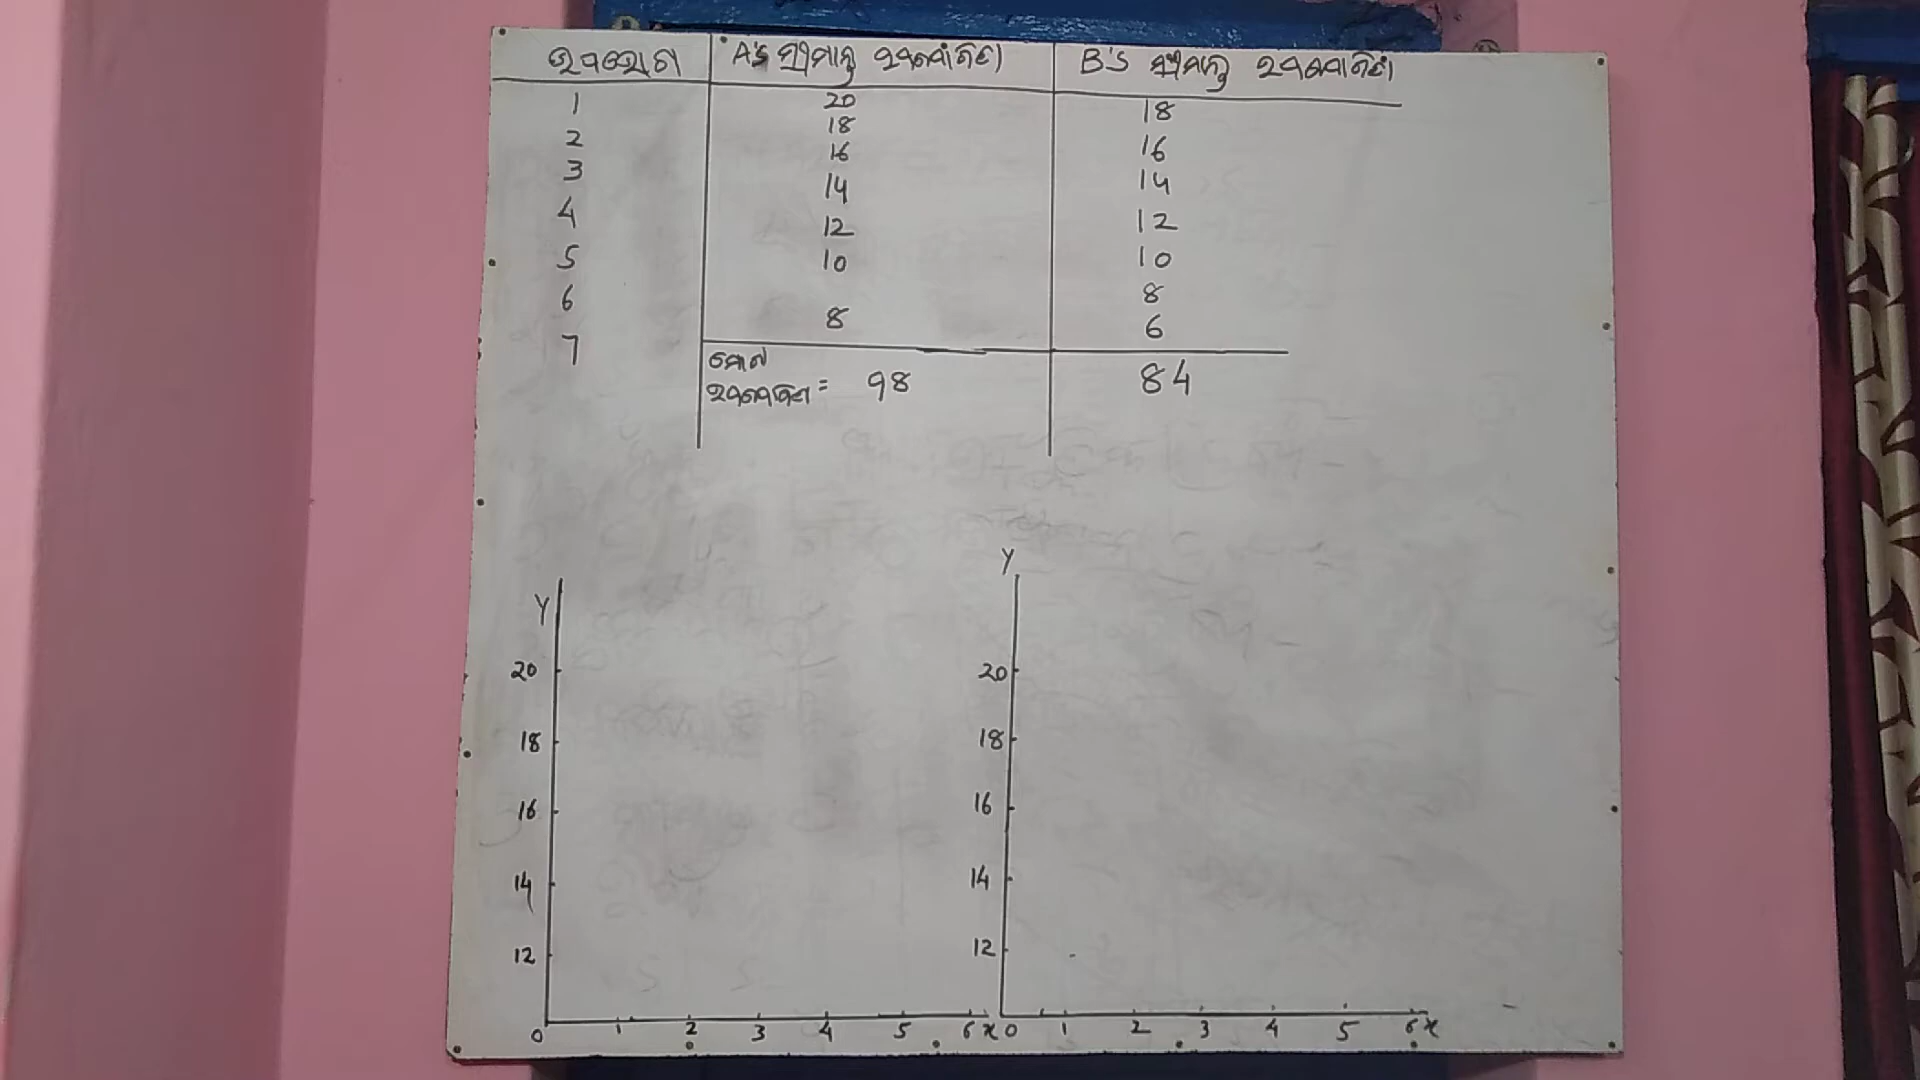 ଉପଭୋଗ A's ସୀମାନ୍ତ ଉପଯୋଗିତା B's ସୀମାନ୍ତ ଉପଯୋଗିତା
1 20 18
2 18 16
3 16 14
4 14 12
5 12 10
6 10 8
7 8 6
ମୋଟ
ଉପଯୋଗିତା = 98 84
Y Y
20 20
18 18
16 16
14 14
12 12
0 1 2 3 4 5 6 x 0 1 2 3 4 5 6 x